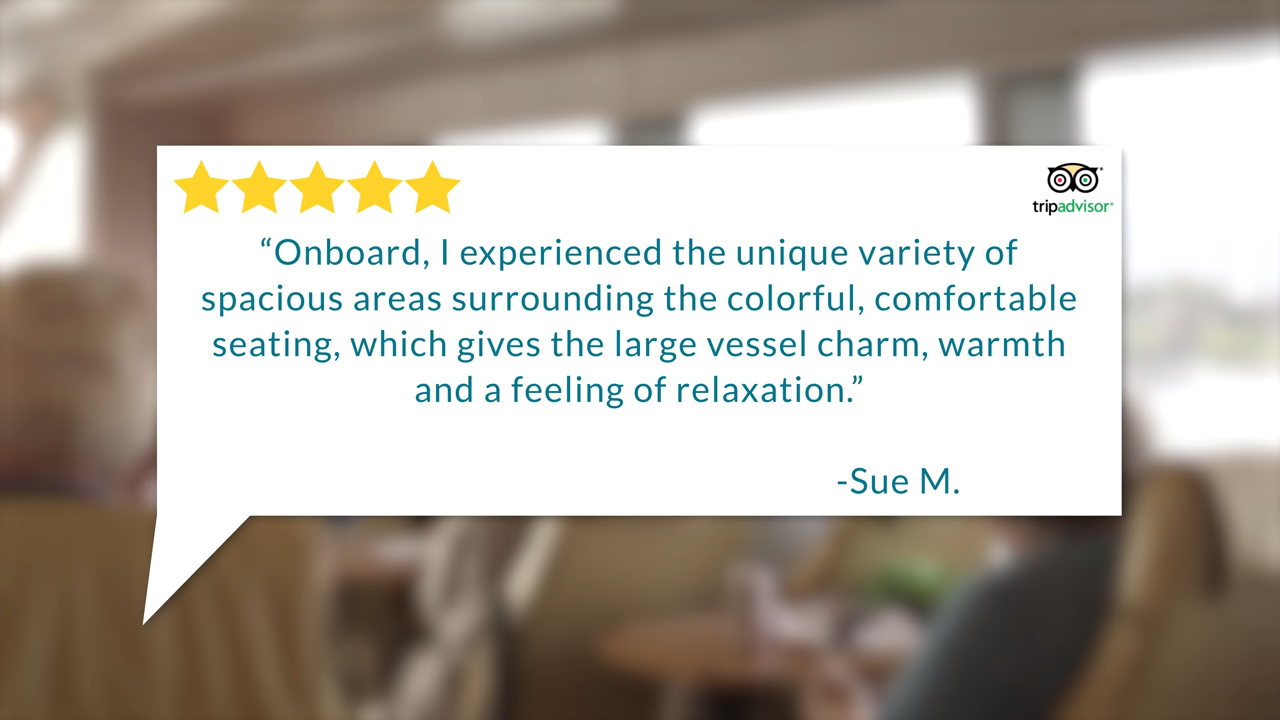 tripadvisor®
“Onboard, I experienced the unique variety of
spacious areas surrounding the colorful, comfortable
seating, which gives the large vessel charm, warmth
and a feeling of relaxation.”
-Sue M.